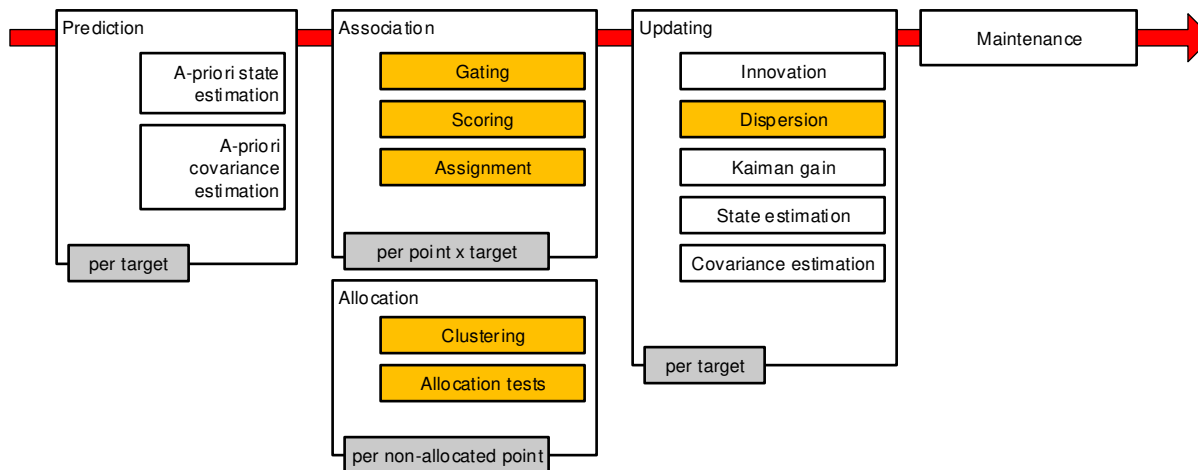 Prediction
A-priori state
estimation
A-priori
covariance
estimation
per target
Association
Gating
Scoring
Assignment
per point x target
Allocation
Clustering
Allocation tests
per non-allocated point
Updating
Innovation
Dispersion
Kaiman gain
State estimation
Covariance estimation
per target
Maintenance